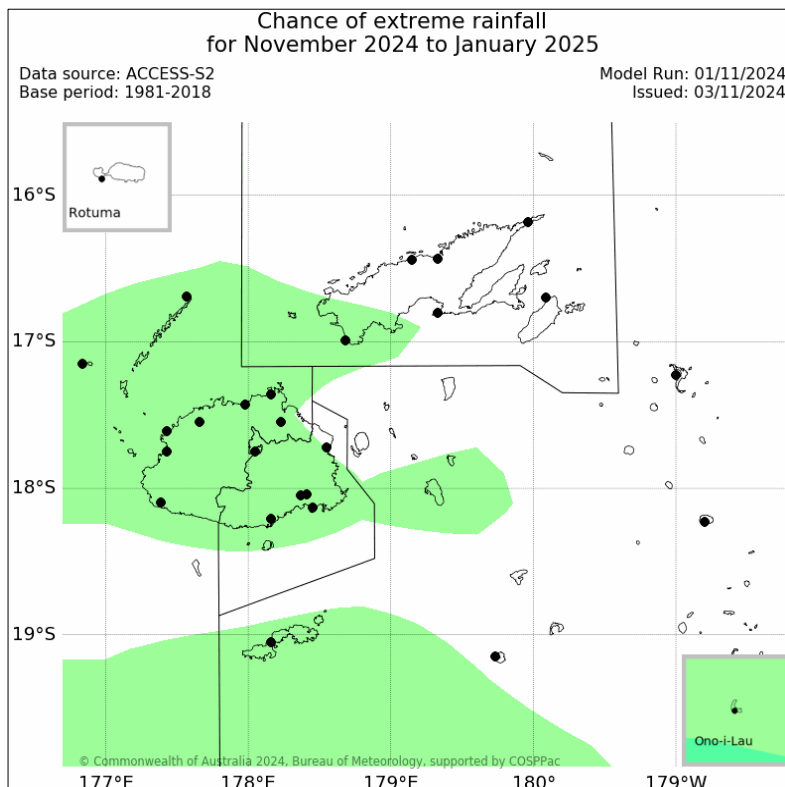 Chance of extreme rainfall
for November 2024 to January 2025
Data source: ACCESS-S2
Base period: 1981-2018
Model Run: 01/11/2024
Issued: 03/11/2024
Rotuma
16°S
17°S
18°S
19°S
Ono-i-Lau
© Commonwealth of Australia 2024, Bureau of Meteorology, supported by COSPPac
177°E
178°E
179°E
180°
179°W